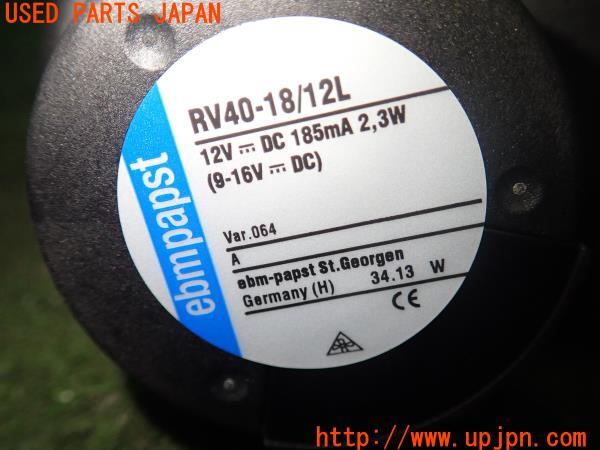 USED PARTS JAPAN
ebmpapst
RV40-18/12L
12V ⎓ DC 185mA 2,3W
(9-16V ⎓ DC)
Var.064
A
ebm-papst St.Georgen
Germany (H) 34.13 W
CE
http://www.upjpn.com/